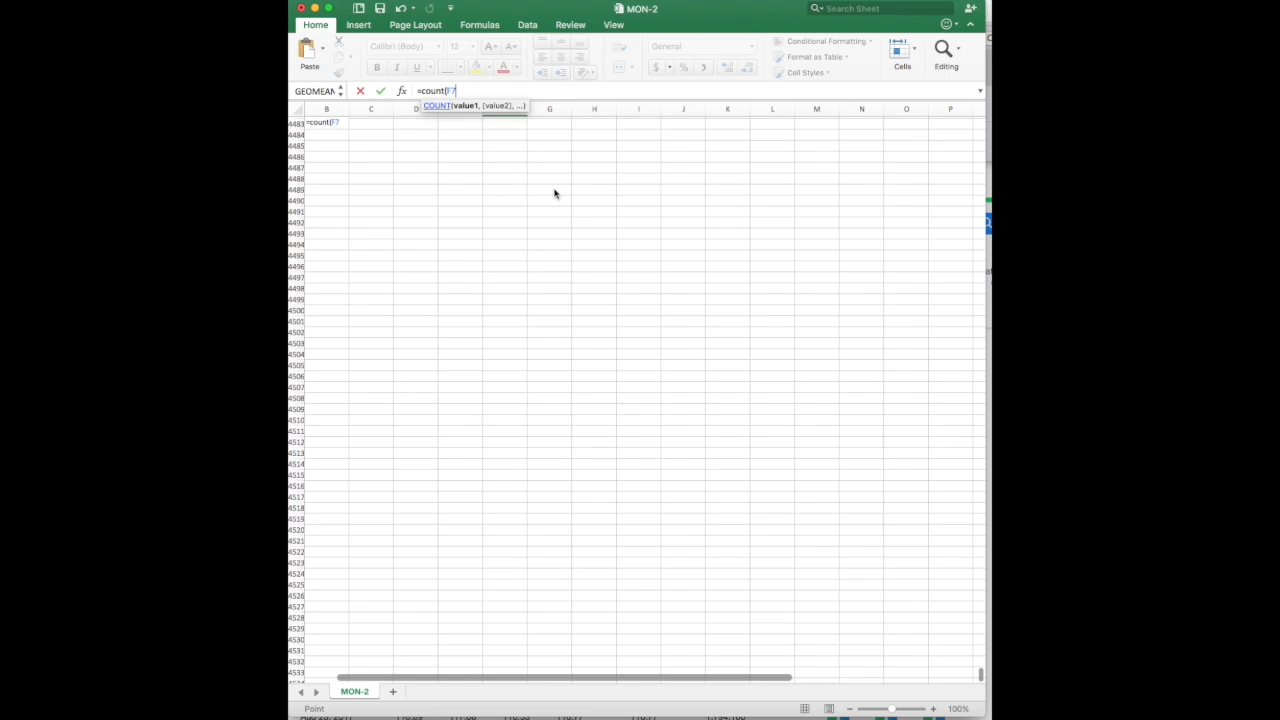 MON-2
Search Sheet
Home Insert Page Layout Formulas Data Review View
Paste
Calibri (Body) 12
General
Conditional Formatting
Format as Table
Cell Styles
Cells
Editing
GEOMEAN
fx =count(F7
COUNT(value1, [value2], ...)
B C D G H I J K L M N O P
4483 =count(F7
4484
4485
4486
4487
4488
4489
4490
4491
4492
4493
4494
4495
4496
4497
4498
4499
4500
4501
4502
4503
4504
4505
4506
4507
4508
4509
4510
4511
4512
4513
4514
4515
4516
4517
4518
4519
4520
4521
4522
4523
4524
4525
4526
4527
4528
4529
4530
4531
4532
4533
MON-2
Point
100%